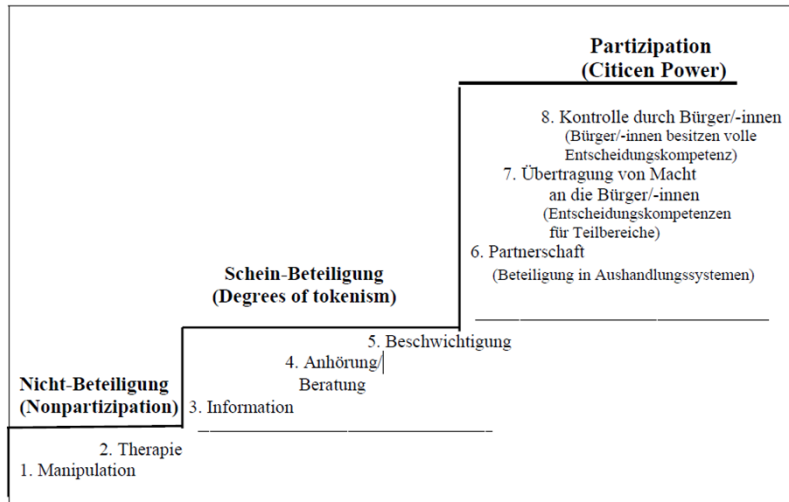 Partizipation
(Citicen Power)
8. Kontrolle durch Bürger/-innen
(Bürger/-innen besitzen volle
Entscheidungskompetenz)
7. Übertragung von Macht
an die Bürger/-innen
(Entscheidungskompetenzen
für Teilbereiche)
6. Partnerschaft
(Beteiligung in Aushandlungssystemen)
Schein-Beteiligung
(Degrees of tokenism)
5. Beschwichtigung
4. Anhörung/
Beratung
3. Information
Nicht-Beteiligung
(Nonpartizipation)
2. Therapie
1. Manipulation